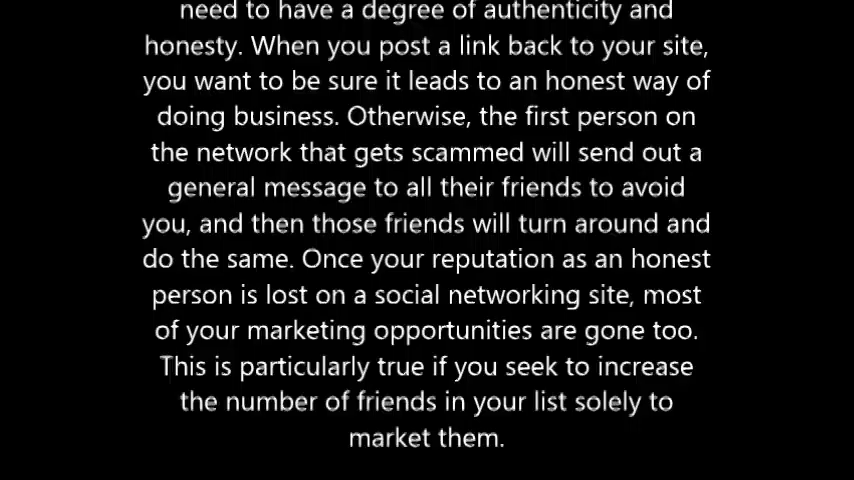 need to have a degree of authenticity and
honesty. When you post a link back to your site,
you want to be sure it leads to an honest way of
doing business. Otherwise, the first person on
the network that gets scammed will send out a
general message to all their friends to avoid
you, and then those friends will turn around and
do the same. Once your reputation as an honest
person is lost on a social networking site, most
of your marketing opportunities are gone too.
This is particularly true if you seek to increase
the number of friends in your list solely to
market them.